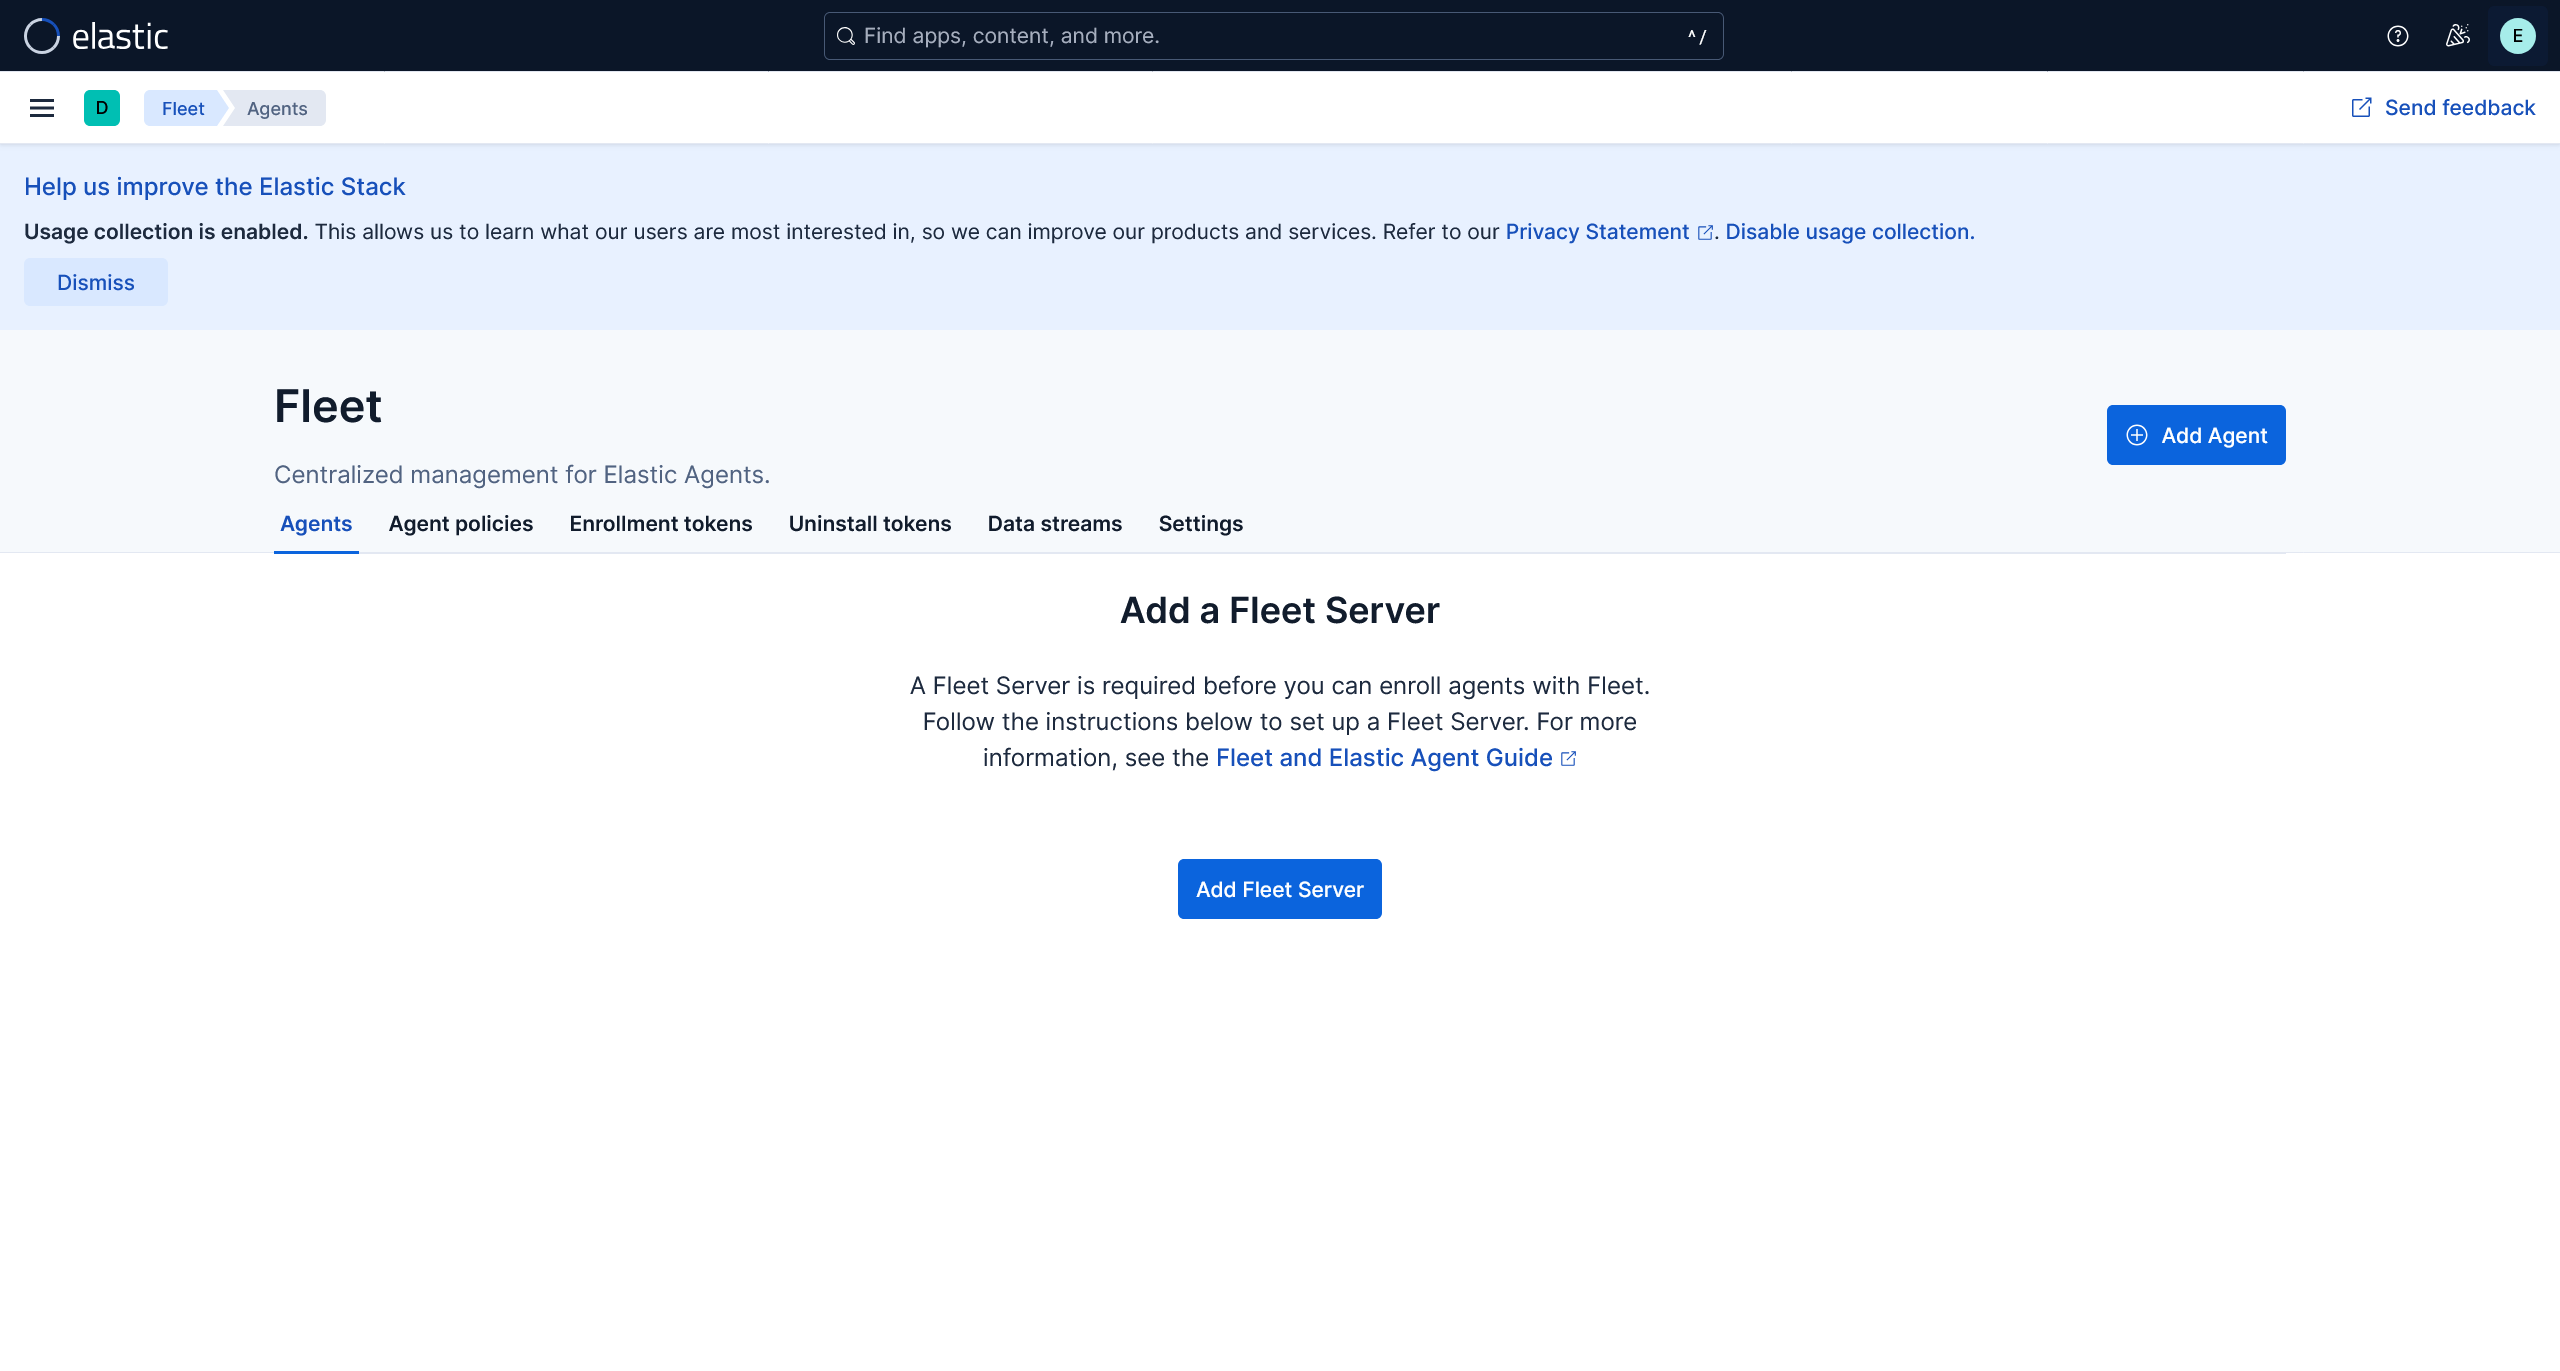 elastic
Find apps, content, and more.
^/
E
D
Fleet
Agents
Send feedback
Help us improve the Elastic Stack
Usage collection is enabled. This allows us to learn what our users are most interested in, so we can improve our products and services. Refer to our Privacy Statement. Disable usage collection.
Dismiss
Fleet
Add Agent
Centralized management for Elastic Agents.
Agents Agent policies Enrollment tokens Uninstall tokens Data streams Settings
Add a Fleet Server
A Fleet Server is required before you can enroll agents with Fleet.
Follow the instructions below to set up a Fleet Server. For more
information, see the Fleet and Elastic Agent Guide
Add Fleet Server